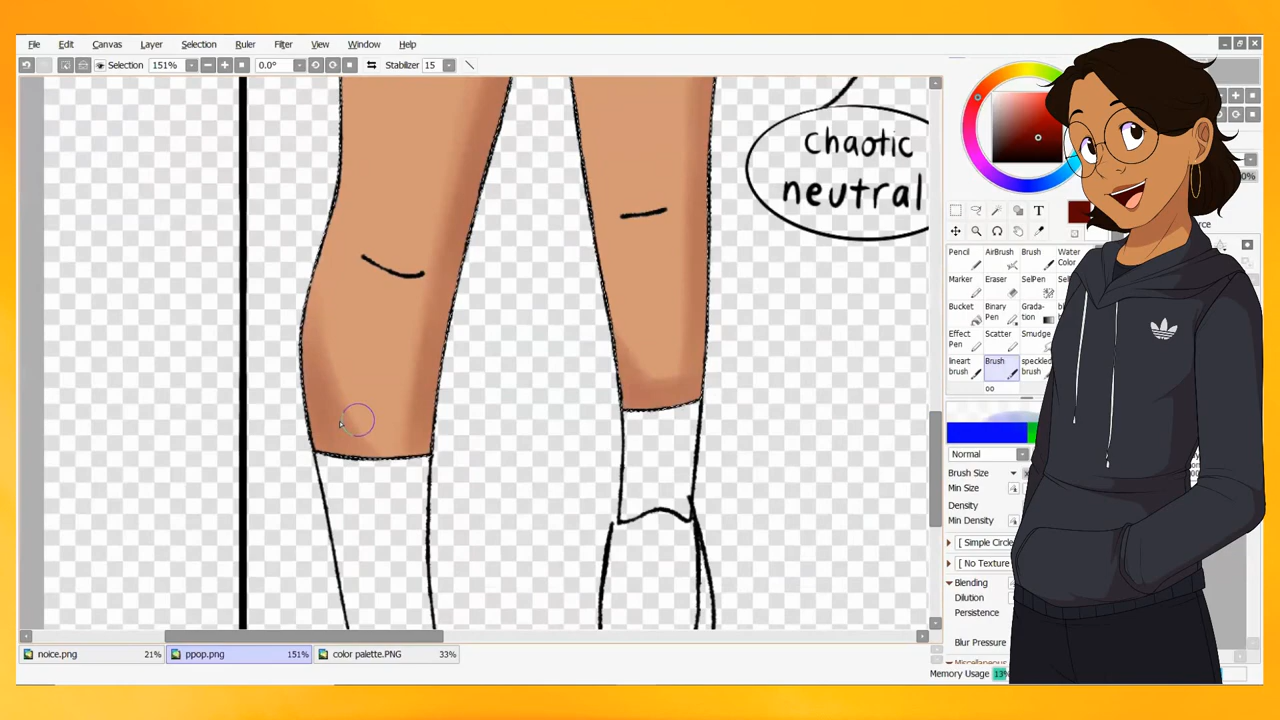 File Edit Canvas Layer Selection Ruler Filter View Window Help
Selection 151% 0.0° Stabilizer 15
chaotic
neutral
T
Pencil AirBrush Brush Water
Color
Marker Eraser SelPen
Bucket Binary Grada-
Pen tion
Effect Scatter Smudge
Pen
lineart Brush speckled
brush brush
Normal
Brush Size
Min Size
Density
Min Density
[ Simple Circle
[ No Texture
Blending
Dilution
Persistence
Blur Pressure
Miscellaneous
noice.png 21% ppop.png 151% color palette.PNG 33%
Memory Usage 13%